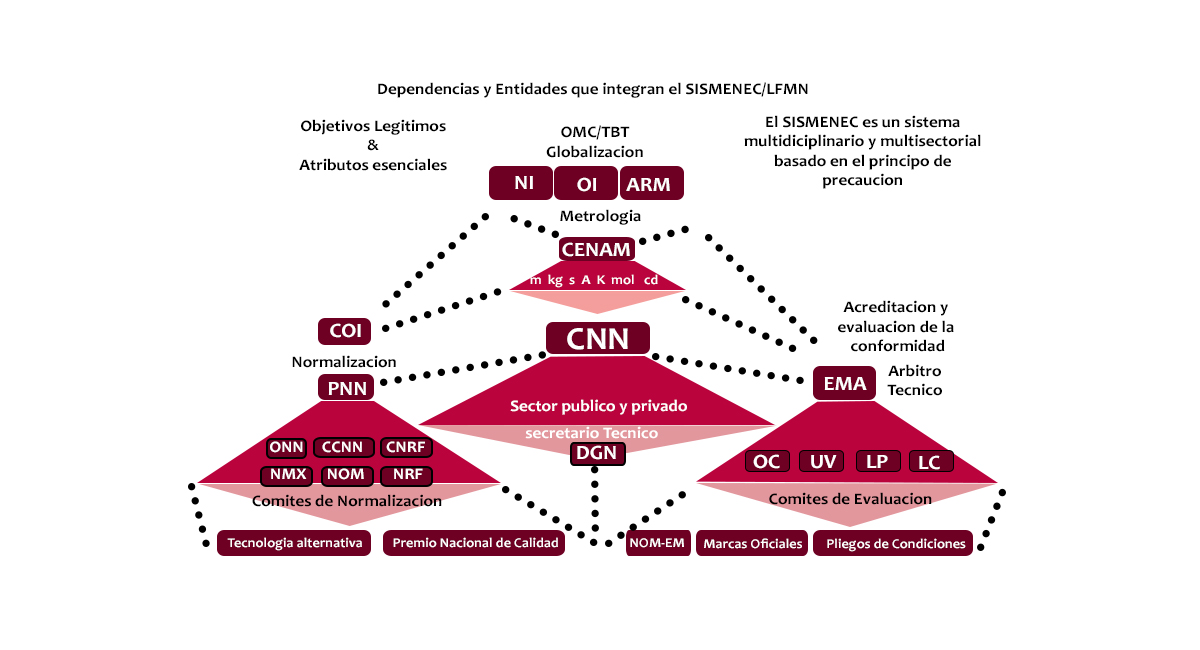 Dependencias y Entidades que integran el SISMENEC/LFMN
Objetivos Legitimos
&
Atributos esenciales
OMC/TBT
Globalizacion
El SISMENEC es un sistema
multidiciplinario y multisectorial
basado en el principo de
precaucion
NI OI ARM
Metrologia
CENAM
m kg s A K mol cd
COI
Normalizacion
PNN
CNN
Acreditacion y
evaluacion de la
conformidad
EMA
Arbitro
Tecnico
Sector publico y privado
secretario Tecnico
DGN
ONN CCNN CNRF
NMX NOM NRF
Comites de Normalizacion
OC UV LP LC
Comites de Evaluacion
Tecnologia alternativa
Premio Nacional de Calidad
NOM-EM
Marcas Oficiales
Pliegos de Condiciones